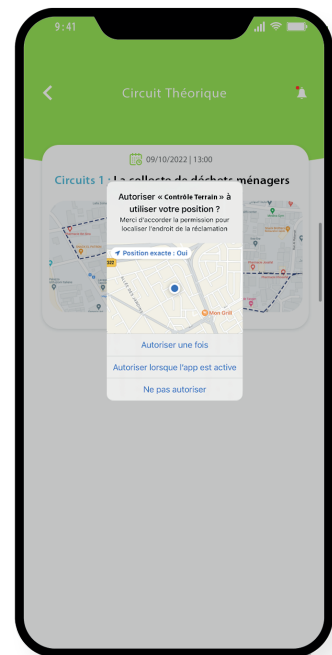 9:41
Circuit Théorique
09/10/2022 | 13:00
Circuits 1 : La collecte de déchets ménagers
Autoriser « Contrôle Terrain » à
utiliser votre position ?
Merci d'accorder la permission pour
localiser l'endroit de la réclamation
Position exacte : Oui
Mon Grill
Autoriser une fois
Autoriser lorsque l'app est active
Ne pas autoriser